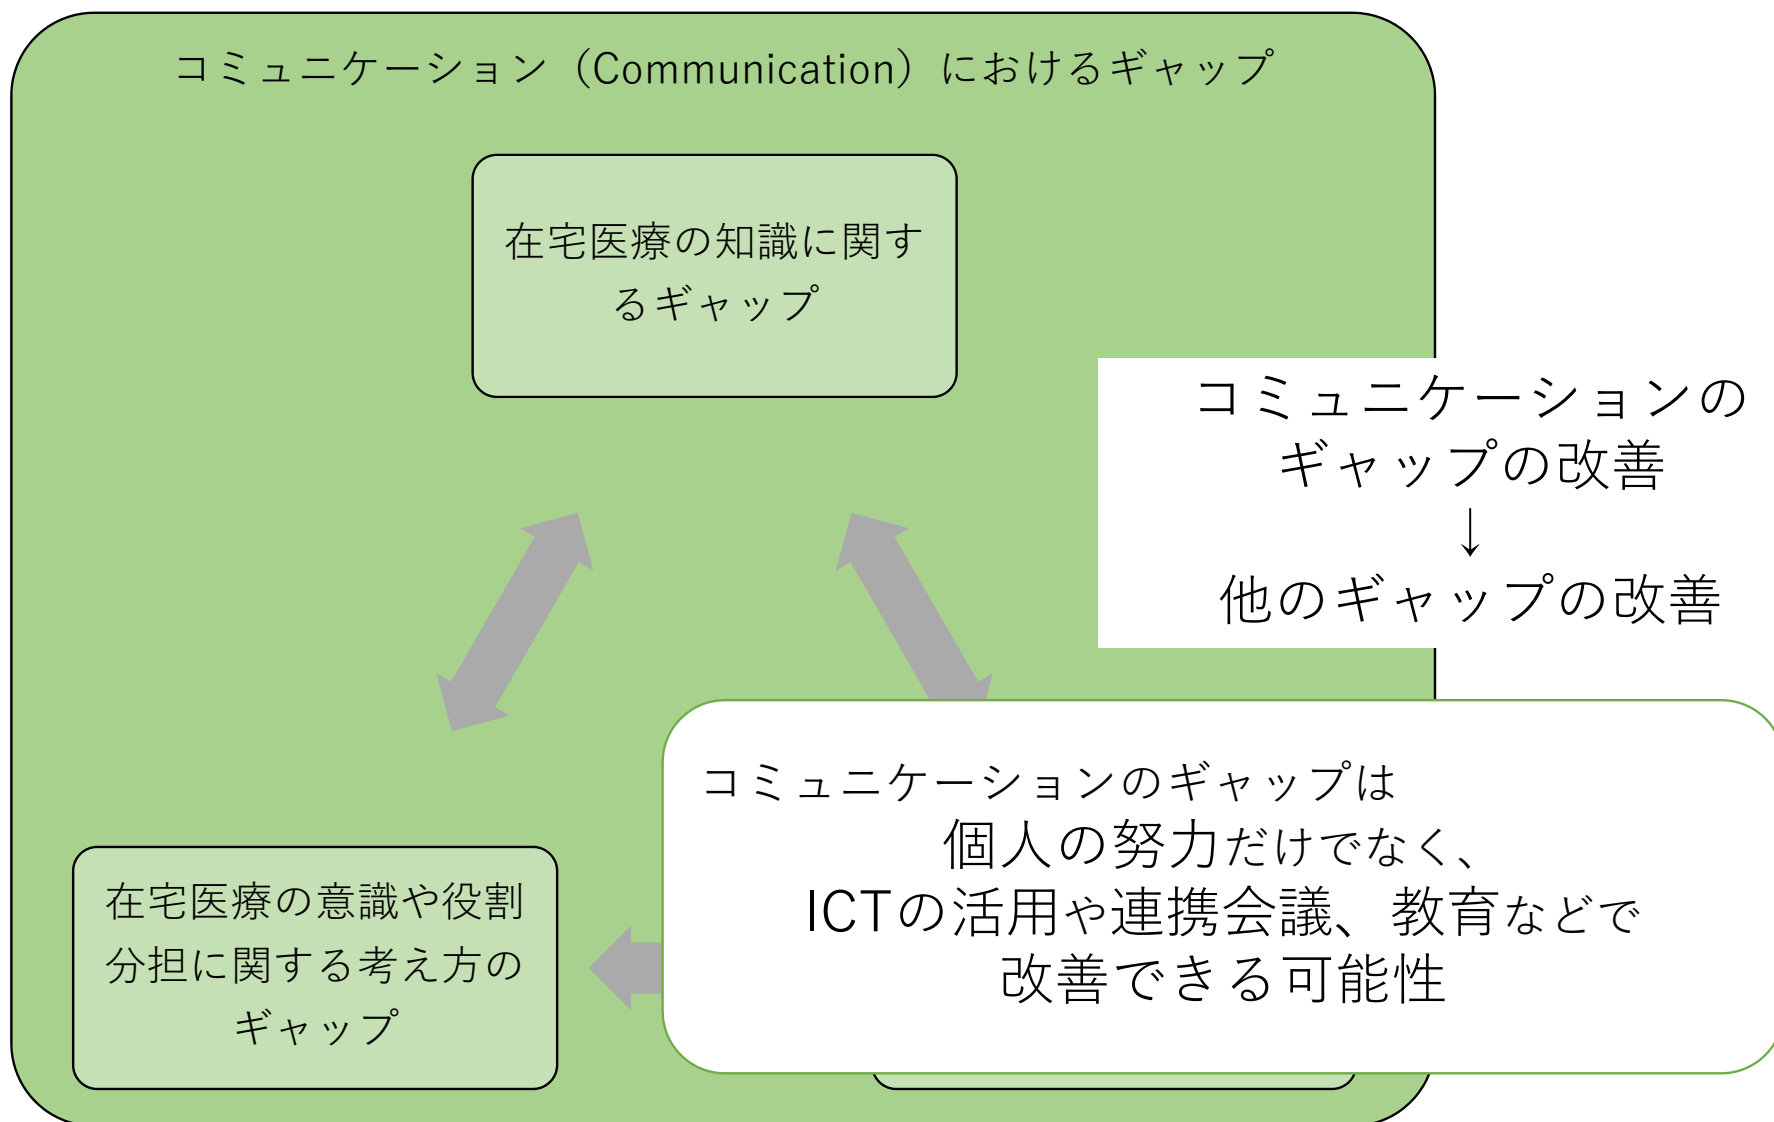 コミュニケーション（Communication）におけるギャップ
在宅医療の知識に関す
るギャップ
コミュニケーションの
ギャップの改善
↓
他のギャップの改善
コミュニケーションのギャップは
個人の努力だけでなく、
ICTの活用や連携会議、教育などで
改善できる可能性
在宅医療の意識や役割
分担に関する考え方の
ギャップ